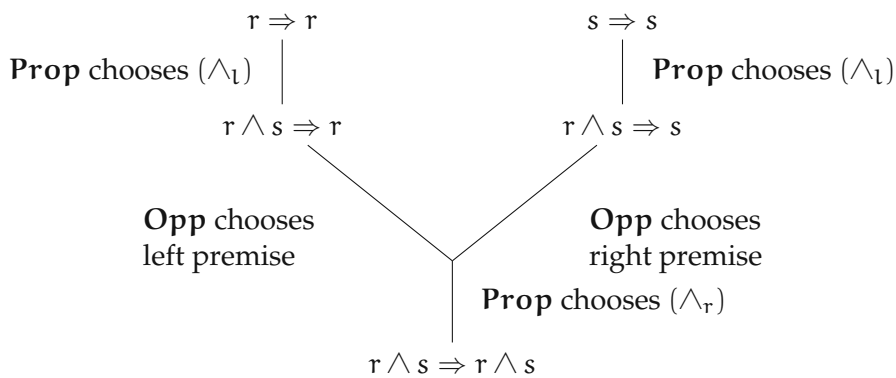 r ⇒ r
s ⇒ s
Prop chooses (∧l)
Prop chooses (∧l)
r ∧ s ⇒ r
r ∧ s ⇒ s
Opp chooses
left premise
Opp chooses
right premise
Prop chooses (∧r)
r ∧ s ⇒ r ∧ s